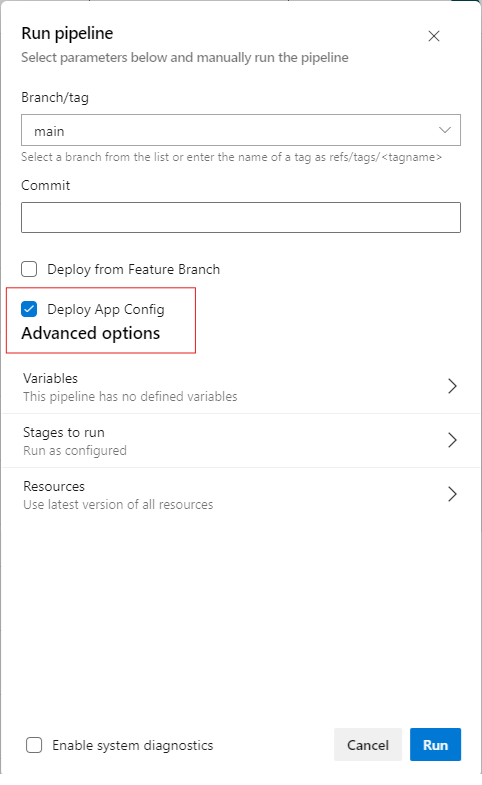 Run pipeline
Select parameters below and manually run the pipeline
Branch/tag
main
Select a branch from the list or enter the name of a tag as refs/tags/<tagname>
Commit
Deploy from Feature Branch
Deploy App Config
Advanced options
Variables
This pipeline has no defined variables
Stages to run
Run as configured
Resources
Use latest version of all resources
Enable system diagnostics
Cancel
Run